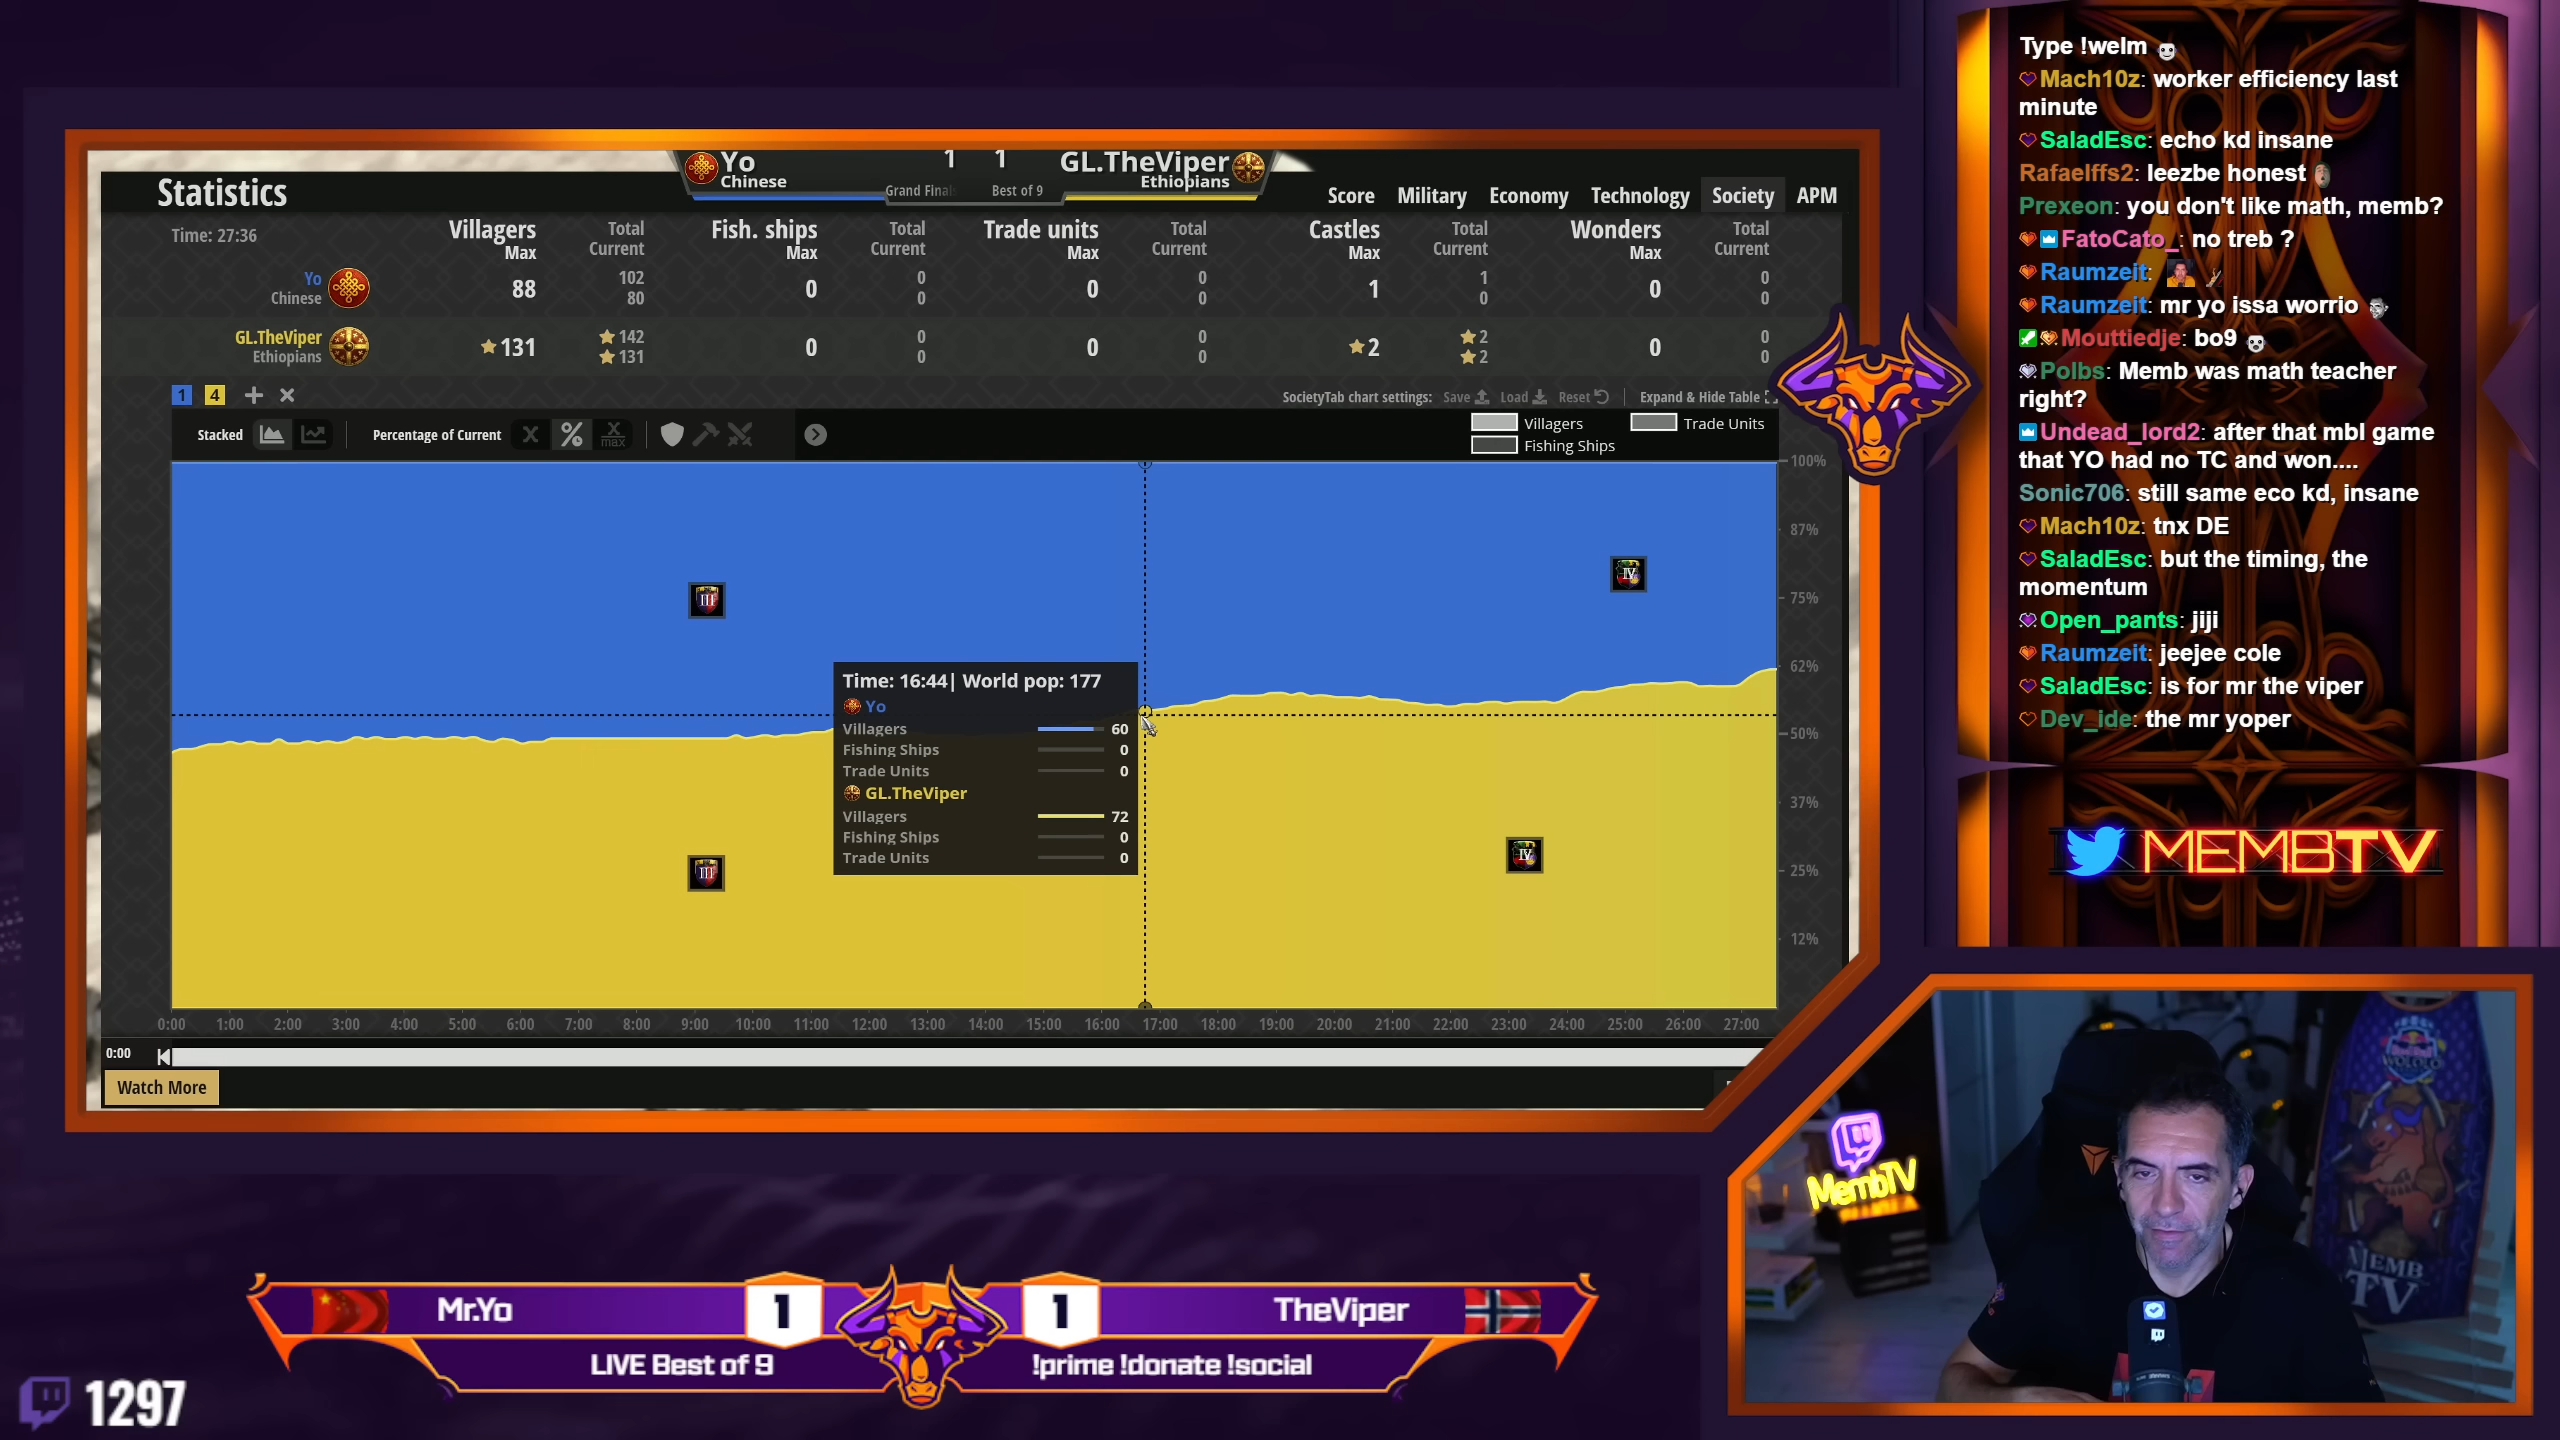 Type !welm
Mach10z: worker efficiency last
minute
SaladEsc: echo kd insane
Rafaelffs2: leezbe honest
Prexeon: you don't like math, memb?
FatoCato_: no treb ?
Raumzeit:
Raumzeit: mr yo issa worrio
Mouttiedje: bo9
Polbs: Memb was math teacher
right?
Undead_lord2: after that mbl game
that YO had no TC and won....
Sonic706: still same eco kd, insane
Mach10z: tnx DE
SaladEsc: but the timing, the
momentum
Open_pants: jiji
Raumzeit: jeejee cole
SaladEsc: is for mr the viper
Dev_ide: the mr yoper
MEMBTV
Yo 1 1 GL.TheViper
Chinese Grand Final Best of 9 Ethiopians
Statistics
Score Military Economy Technology Society APM
Time: 27:36
Villagers Total Fish. ships Total Trade units Total Castles Total Wonders Total
Max Current Max Current Max Current Max Current Max Current
Yo
Chinese
88 102 0 0 0 0 1 1 0 0
80 0 0 0 0
GL.TheViper
Ethiopians
131 142 0 0 0 0 2 2 0 0
131 0 0 2 0
1 4
SocietyTab chart settings: Save Load Reset Expand & Hide Table
Stacked Percentage of Current X % X max
Villagers Trade Units
Fishing Ships
100%
87%
75%
62%
50%
37%
25%
12%
III
IV
III
IV
Time: 16:44| World pop: 177
Yo
Villagers 60
Fishing Ships 0
Trade Units 0
GL.TheViper
Villagers 72
Fishing Ships 0
Trade Units 0
0:00 1:00 2:00 3:00 4:00 5:00 6:00 7:00 8:00 9:00 10:00 11:00 12:00 13:00 14:00 15:00 16:00 17:00 18:00 19:00 20:00 21:00 22:00 23:00 24:00 25:00 26:00 27:00
0:00
Watch More
MembTV
MEMB
TV
Mr.Yo 1 1 TheViper
LIVE Best of 9 !prime !donate !social
1297